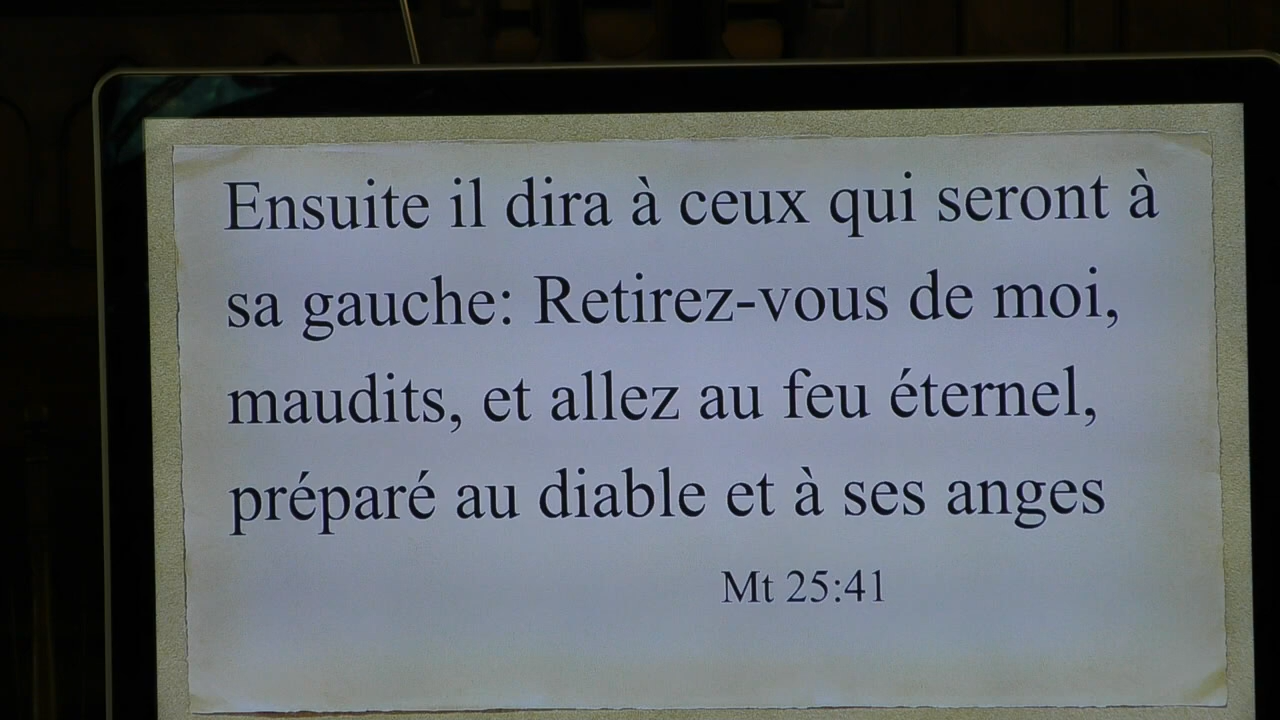 Ensuite il dira à ceux qui seront à
sa gauche: Retirez-vous de moi,
maudits, et allez au feu éternel,
préparé au diable et à ses anges
Mt 25:41